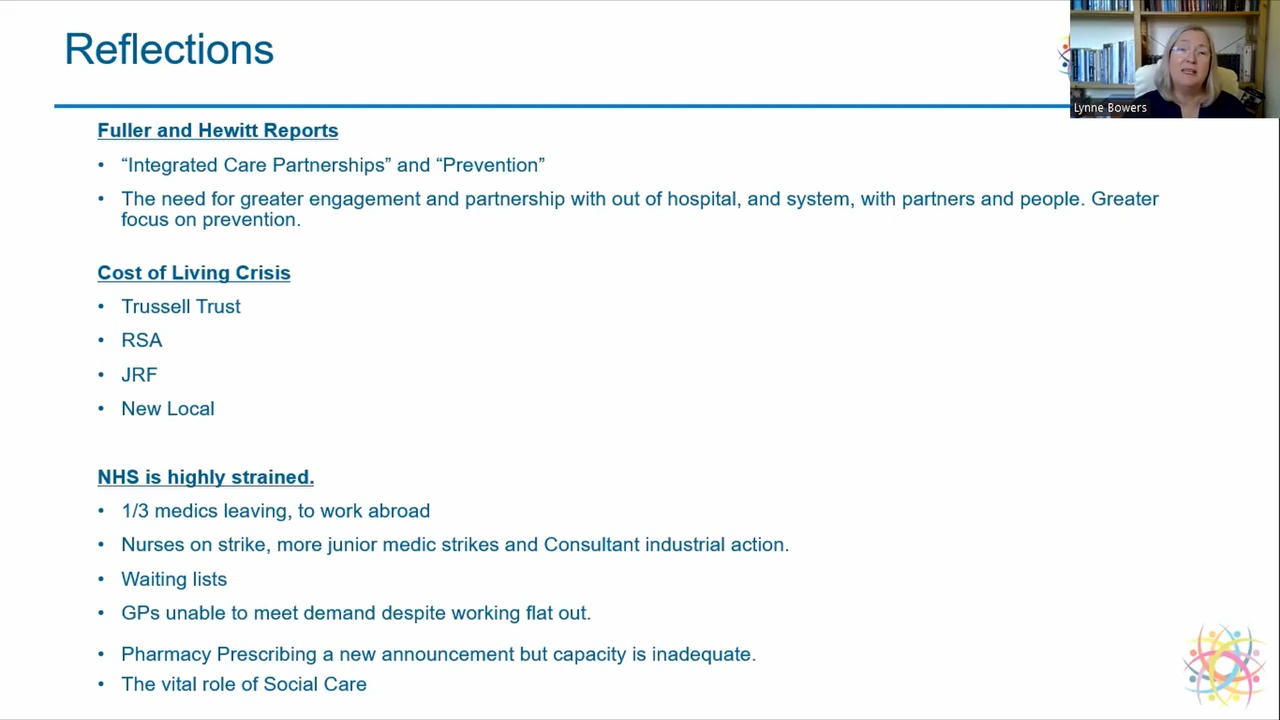 Reflections
Lynne Bowers
Fuller and Hewitt Reports
• “Integrated Care Partnerships” and “Prevention”
• The need for greater engagement and partnership with out of hospital, and system, with partners and people. Greater
focus on prevention.
Cost of Living Crisis
• Trussell Trust
• RSA
• JRF
• New Local
NHS is highly strained.
• 1/3 medics leaving, to work abroad
• Nurses on strike, more junior medic strikes and Consultant industrial action.
• Waiting lists
• GPs unable to meet demand despite working flat out.
• Pharmacy Prescribing a new announcement but capacity is inadequate.
• The vital role of Social Care